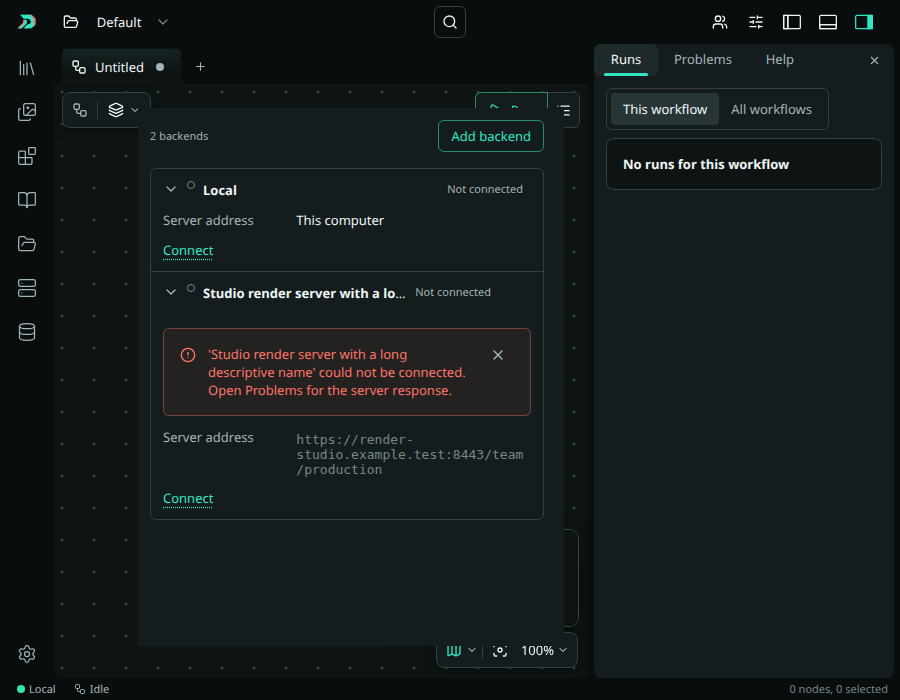 Default
Untitled
Runs
Problems
Help
This workflow
All workflows
No runs for this workflow
2 backends
Add backend
Local
Not connected
Server address
This computer
Connect
Studio render server with a lo...
Not connected
'Studio render server with a long
descriptive name' could not be connected.
Open Problems for the server response.
Server address
https://render-
studio.example.test:8443/team
/production
Connect
100%
Local
Idle
0 nodes, 0 selected